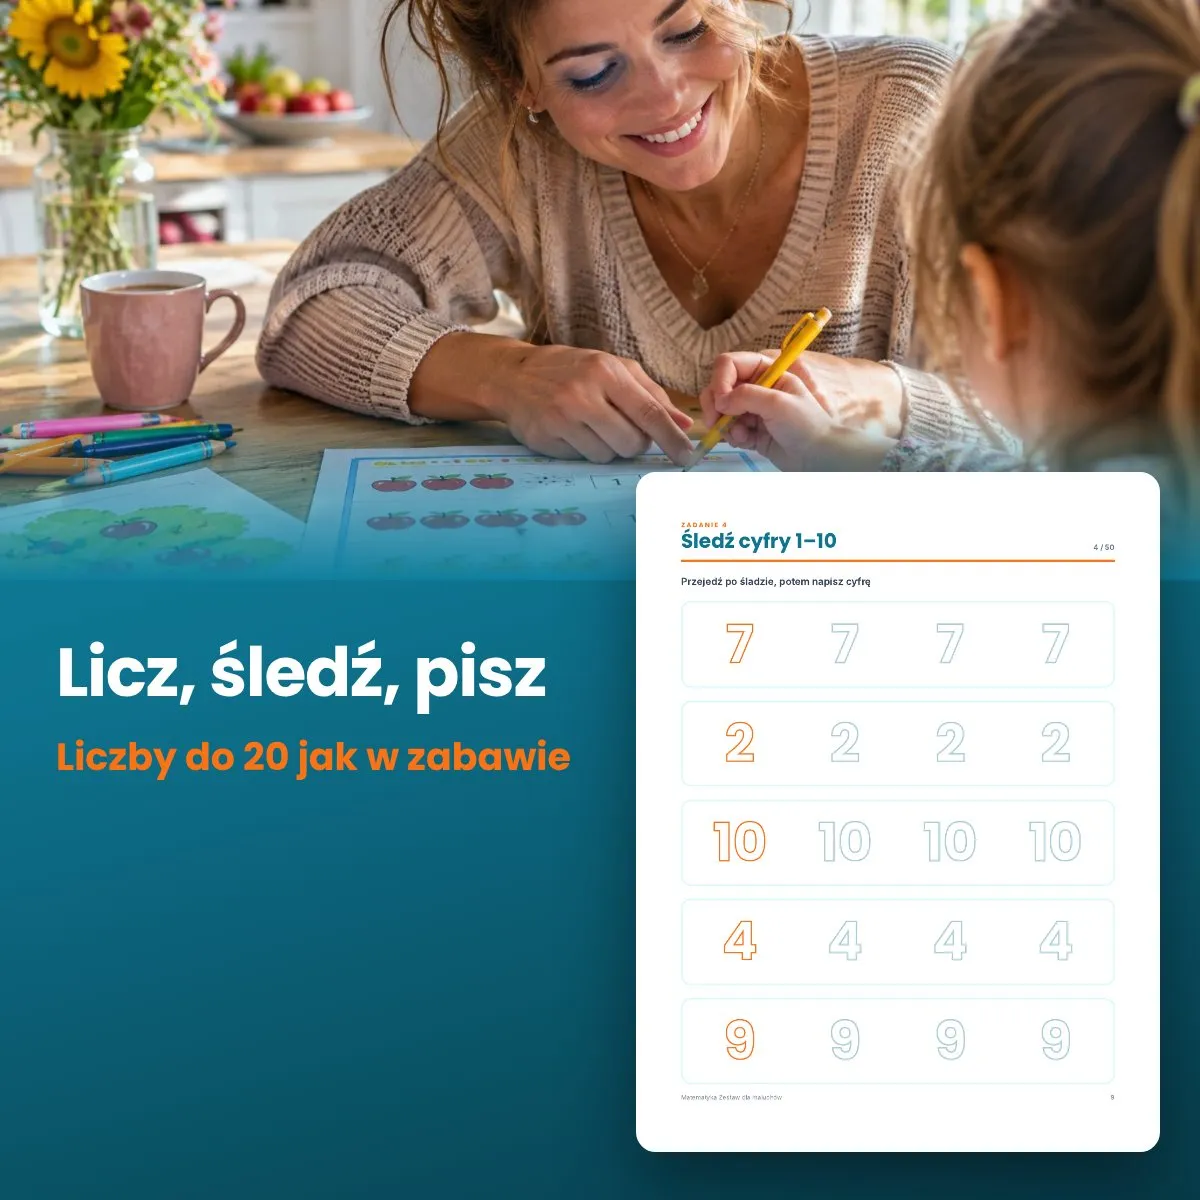 Licz, śledź, pisz
Liczby do 20 jak w zabawie
ZADANIE 4
Śledź cyfry 1–10
4 / 50
Przejedź po śladzie, potem napisz cyfrę
7 7 7 7
2 2 2 2
10 10 10 10
4 4 4 4
9 9 9 9
Matematyka Zestaw dla maluchów
9